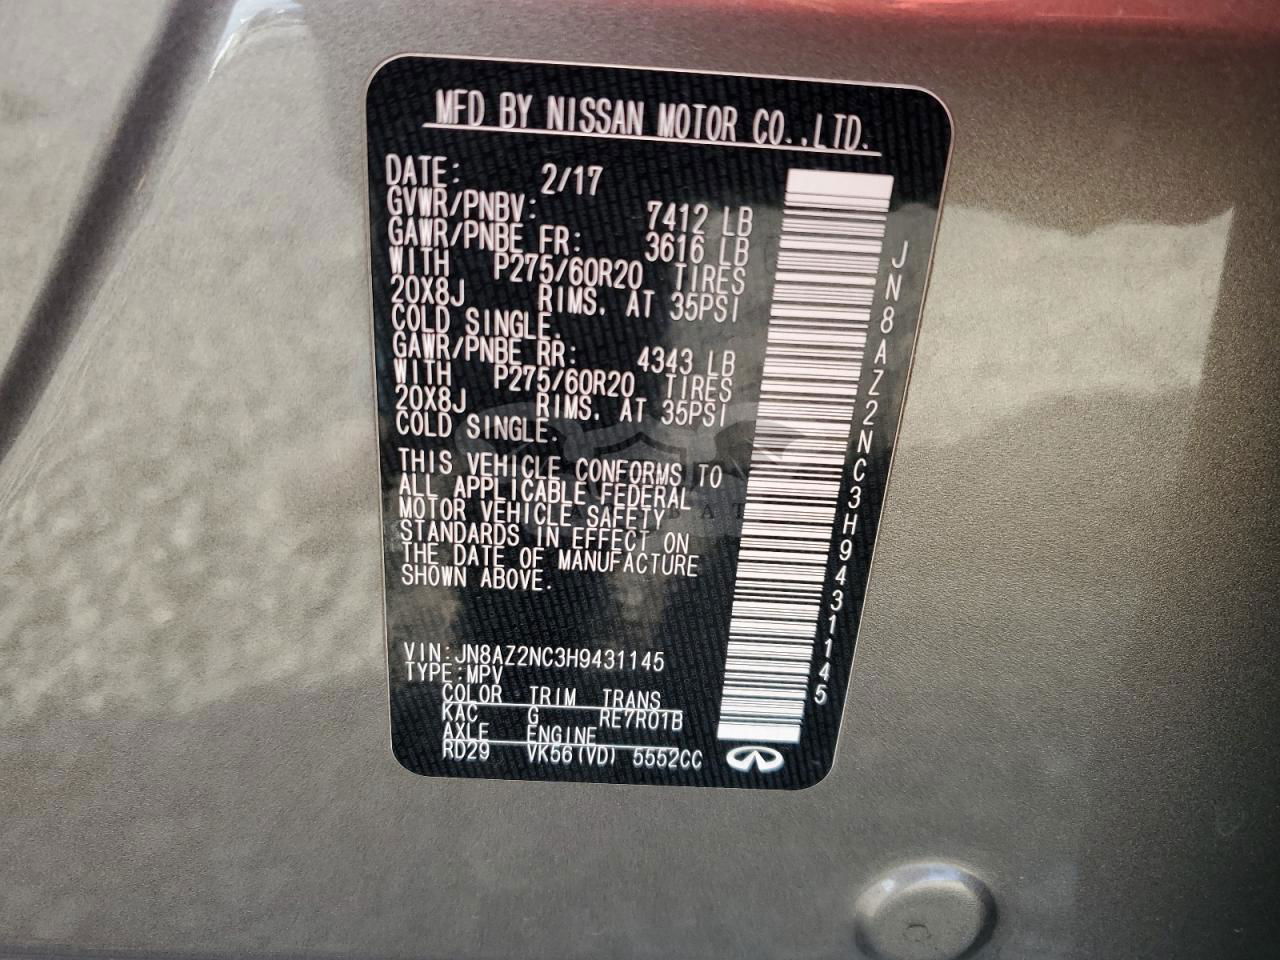 MFD BY NISSAN MOTOR CO.,LTD.
DATE: 2/17
GVWR/PNBV: 7412 LB
GAWR/PNBE FR: 3616 LB
WITH P275/60R20 TIRES
20X8J RIMS. AT 35PSI
COLD SINGLE.
GAWR/PNBE RR: 4343 LB
WITH P275/60R20 TIRES
20X8J RIMS. AT 35PSI
COLD SINGLE.
THIS VEHICLE CONFORMS TO
ALL APPLICABLE FEDERAL
MOTOR VEHICLE SAFETY
STANDARDS IN EFFECT ON
THE DATE OF MANUFACTURE
SHOWN ABOVE.
VIN:JN8AZ2NC3H9431145
TYPE:MPV
COLOR TRIM TRANS
KAC G RE7R01B
AXLE ENGINE
RD29 VK56(VD) 5552CC
JN8AZ2NC3H9431145